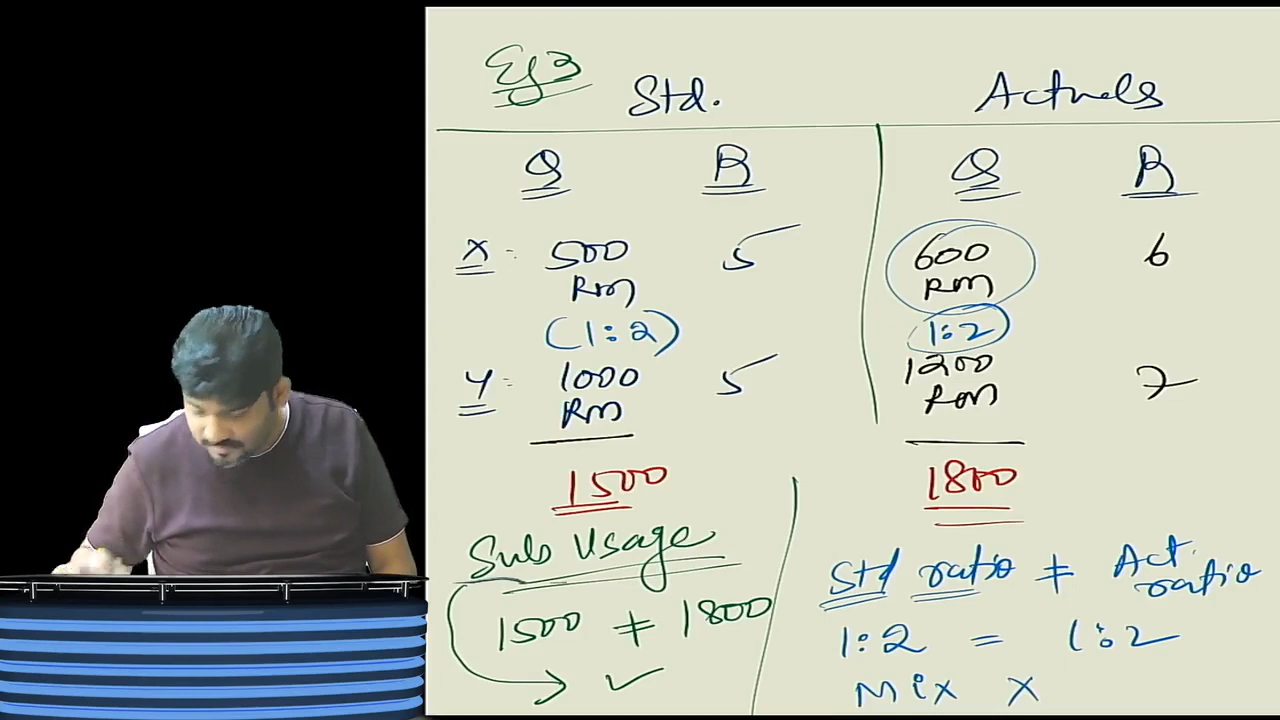 Eg 3
Std. Actuals
Q R Q R
X : 500 5 600 6
RM RM
(1:2) 1:2
Y : 1000 5 1200 7
RM RM
1500 1800
Sub Usage
1500 ≠ 1800
→ ✓
Std ratio ≠ Act. ratio
1:2 = 1:2
Mix X